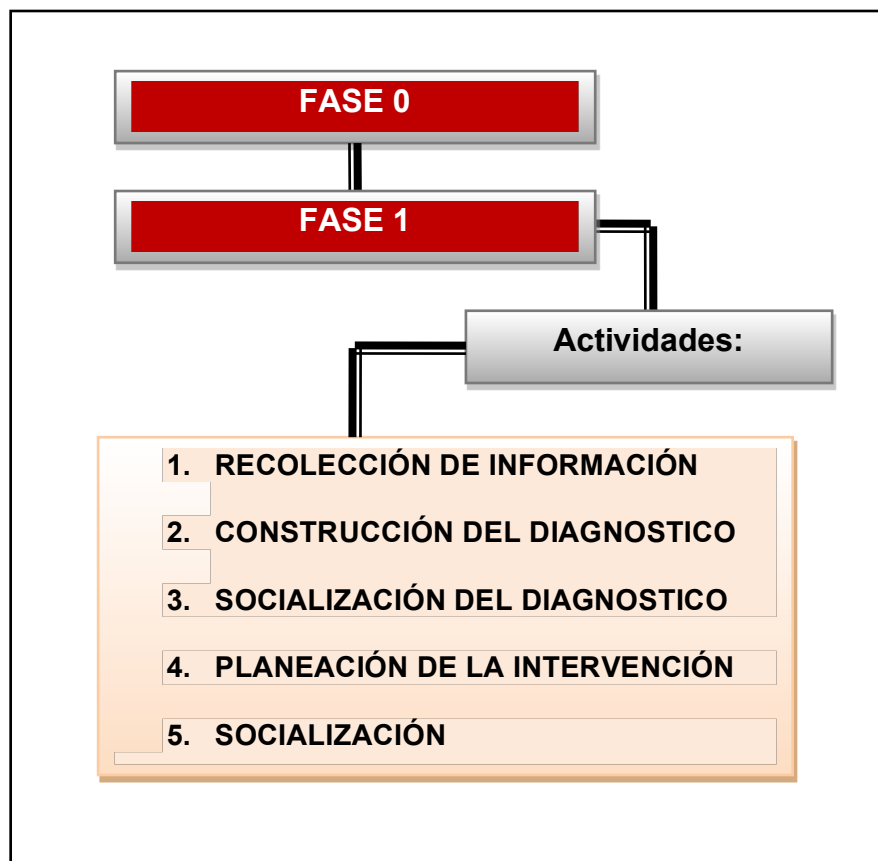 FASE 0
FASE 1
Actividades:
1. RECOLECCIÓN DE INFORMACIÓN
2. CONSTRUCCIÓN DEL DIAGNOSTICO
3. SOCIALIZACIÓN DEL DIAGNOSTICO
4. PLANEACIÓN DE LA INTERVENCIÓN
5. SOCIALIZACIÓN